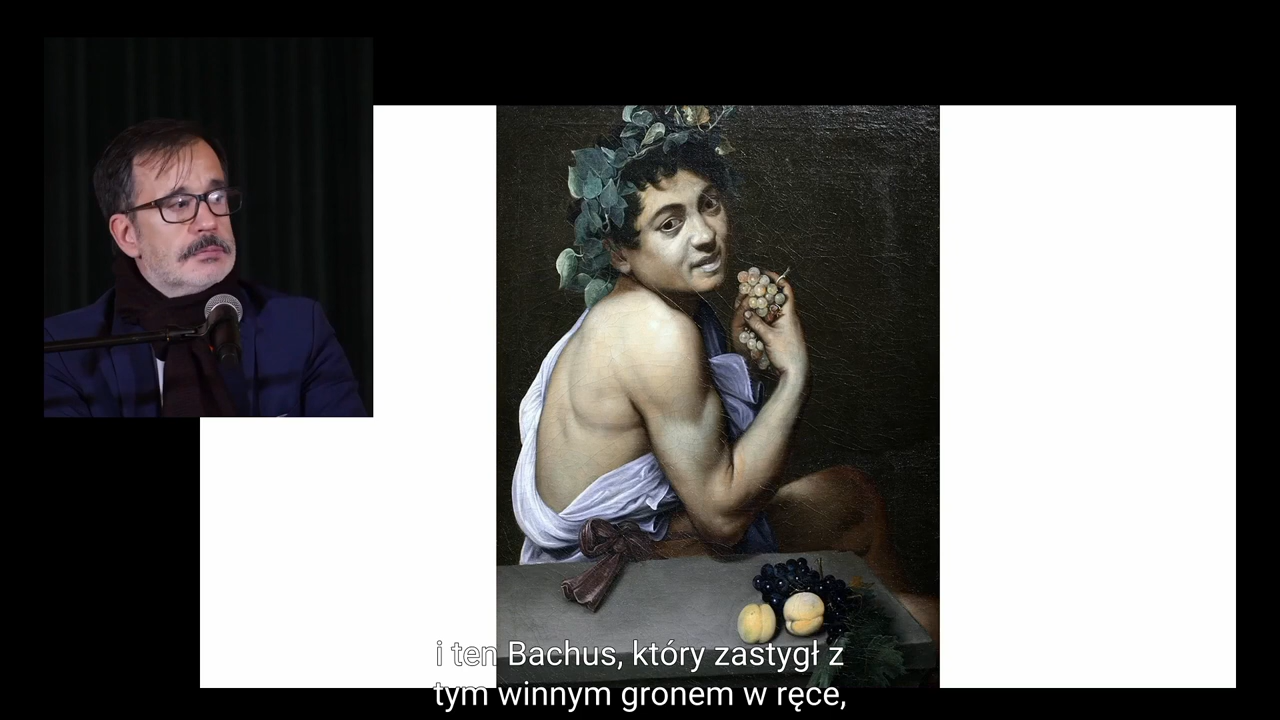 i ten Bachus, który zastygł z
tym winnym gronem w ręce,